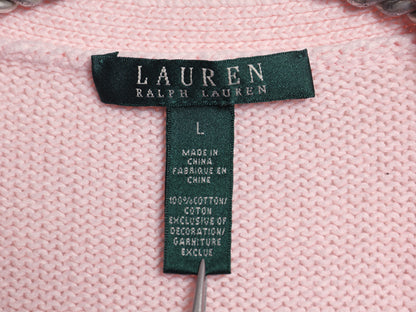 LAUREN
RALPH LAUREN
L
MADE IN
CHINA
FABRIQUE EN
CHINE
100%COTTON/
COTON
EXCLUSIVE OF
DECORATION/
GARNITURE
EXCLUE